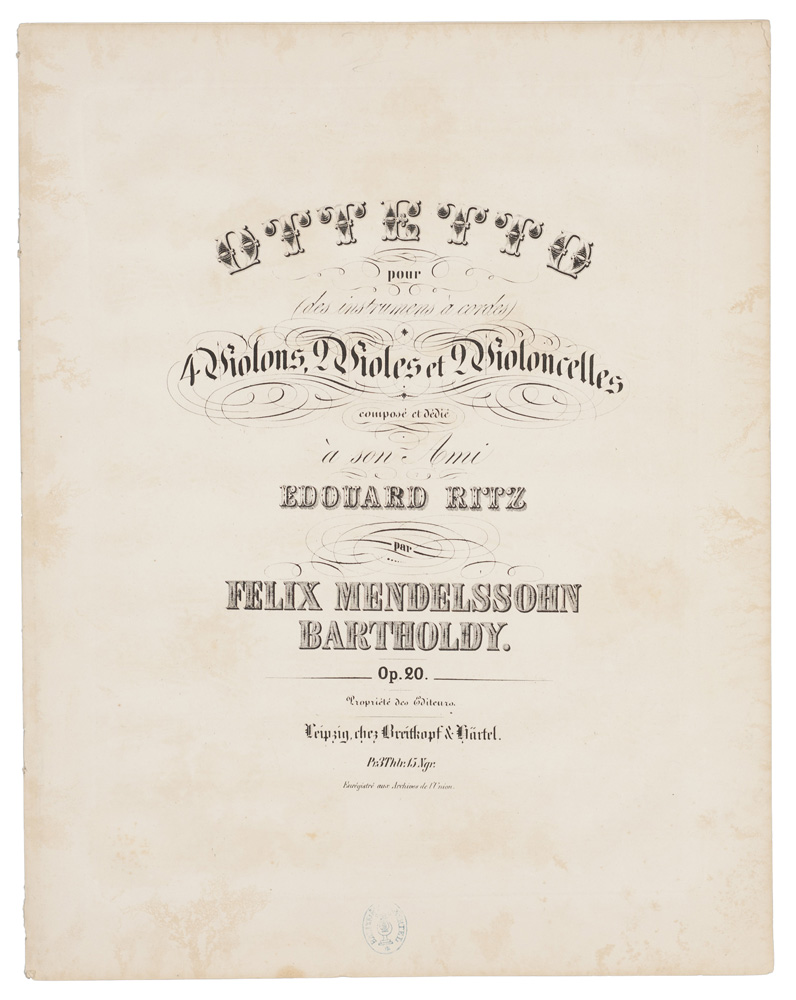 OTTETTO
pour
(des instrumens à cordes)
4 Violons, 2 Violes et 2 Violoncelles
composé et dédié
à son Ami
EDOUARD RITZ
par
FELIX MENDELSSOHN
BARTHOLDY.
Op. 20.
Propriété des Editeurs.
Leipzig, chez Breitkopf & Härtel.
Pr. 3 Thlr. 15 Ngr.
Enrégistré aux Archives de l'Union.